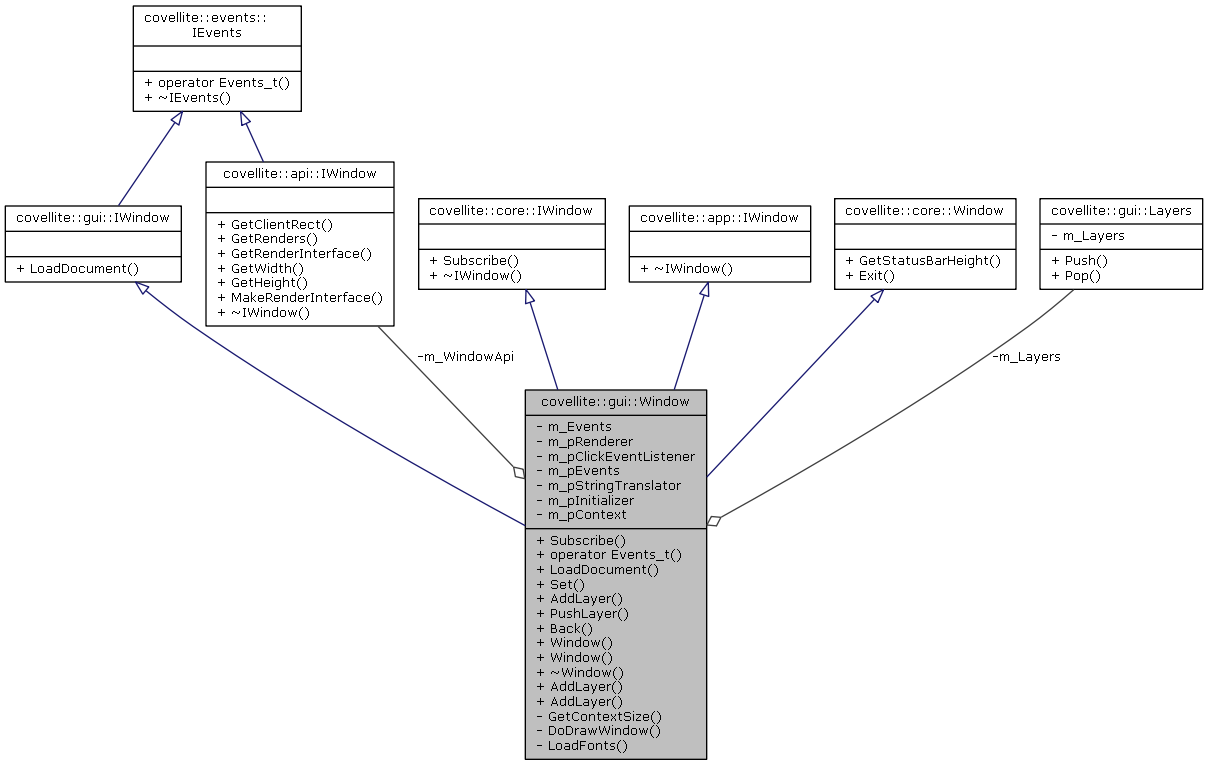 covellite::events::
IEvents
+ operator Events_t()
+ ~IEvents()
covellite::gui::IWindow
+ LoadDocument()
covellite::api::IWindow
+ GetClientRect()
+ GetRenders()
+ GetRenderInterface()
+ GetWidth()
+ GetHeight()
+ MakeRenderInterface()
+ ~IWindow()
covellite::core::IWindow
+ Subscribe()
+ ~IWindow()
covellite::app::IWindow
+ ~IWindow()
covellite::core::Window
+ GetStatusBarHeight()
+ Exit()
covellite::gui::Layers
- m_Layers
+ Push()
+ Pop()
-m_WindowApi
-m_Layers
covellite::gui::Window
- m_Events
- m_pRenderer
- m_pClickEventListener
- m_pEvents
- m_pStringTranslator
- m_pInitializer
- m_pContext
+ Subscribe()
+ operator Events_t()
+ LoadDocument()
+ Set()
+ AddLayer()
+ PushLayer()
+ Back()
+ Window()
+ Window()
+ ~Window()
+ AddLayer()
+ AddLayer()
- GetContextSize()
- DoDrawWindow()
- LoadFonts()